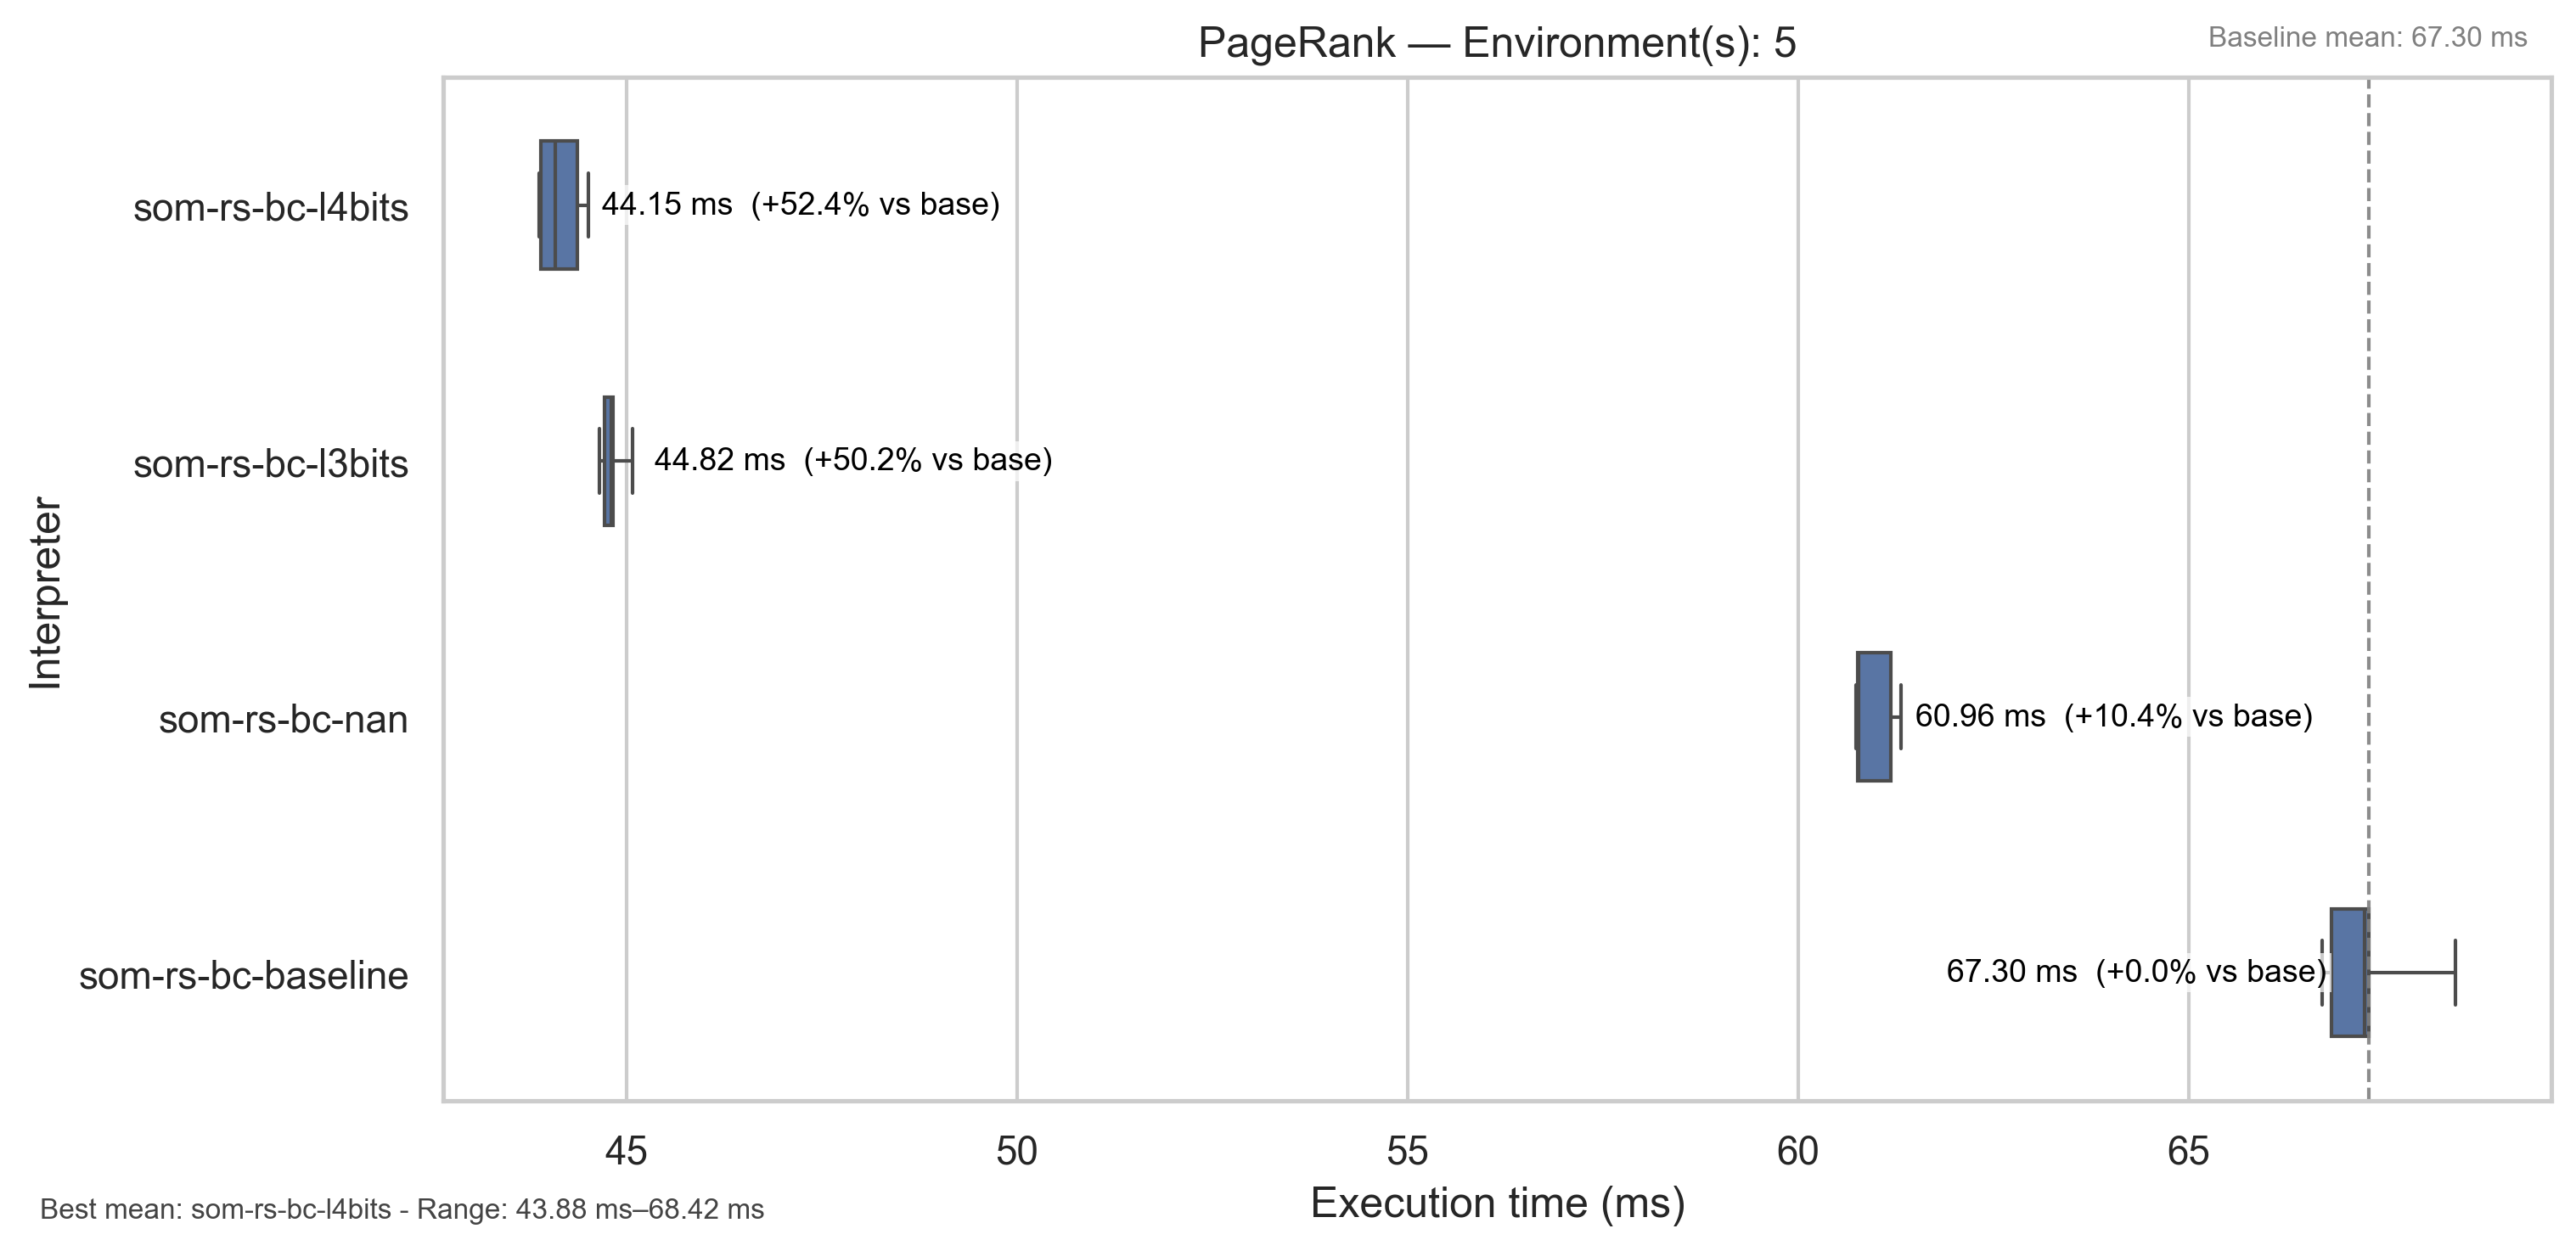 PageRank — Environment(s): 5
Baseline mean: 67.30 ms
Interpreter
som-rs-bc-l4bits
44.15 ms  (+52.4% vs base)
som-rs-bc-l3bits
44.82 ms  (+50.2% vs base)
som-rs-bc-nan
60.96 ms  (+10.4% vs base)
som-rs-bc-baseline
67.30 ms  (+0.0% vs base)
45 50 55 60 65
Execution time (ms)
Best mean: som-rs-bc-l4bits - Range: 43.88 ms–68.42 ms